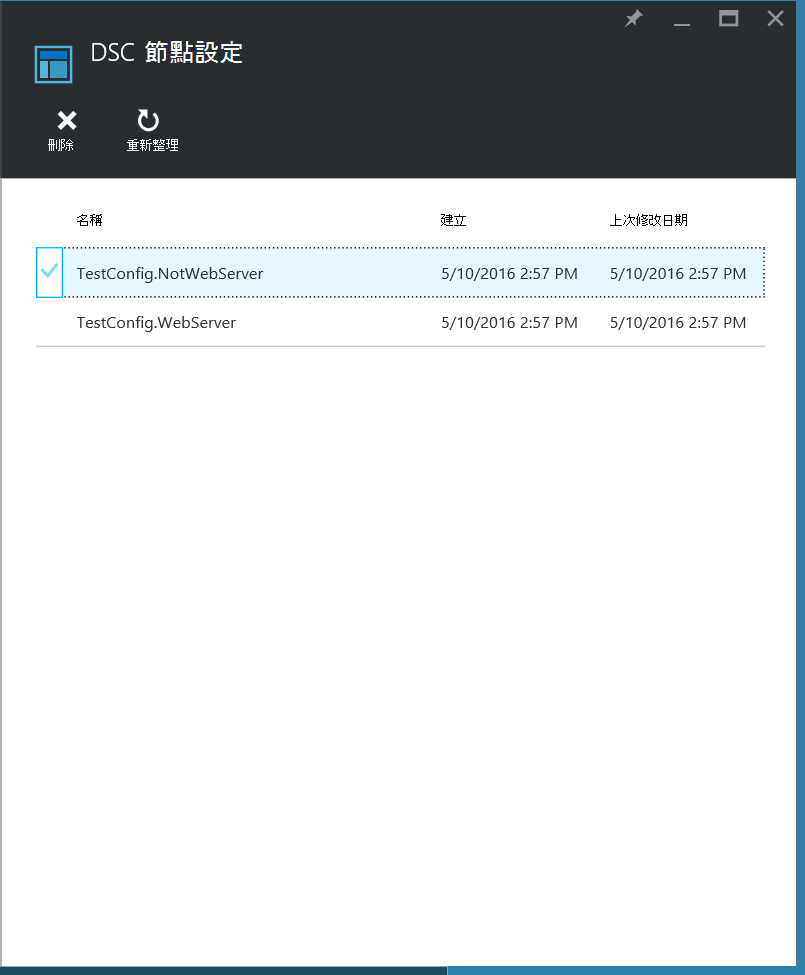 DSC 節點設定
刪除 重新整理
名稱 建立 上次修改日期
TestConfig.NotWebServer 5/10/2016 2:57 PM 5/10/2016 2:57 PM
TestConfig.WebServer 5/10/2016 2:57 PM 5/10/2016 2:57 PM